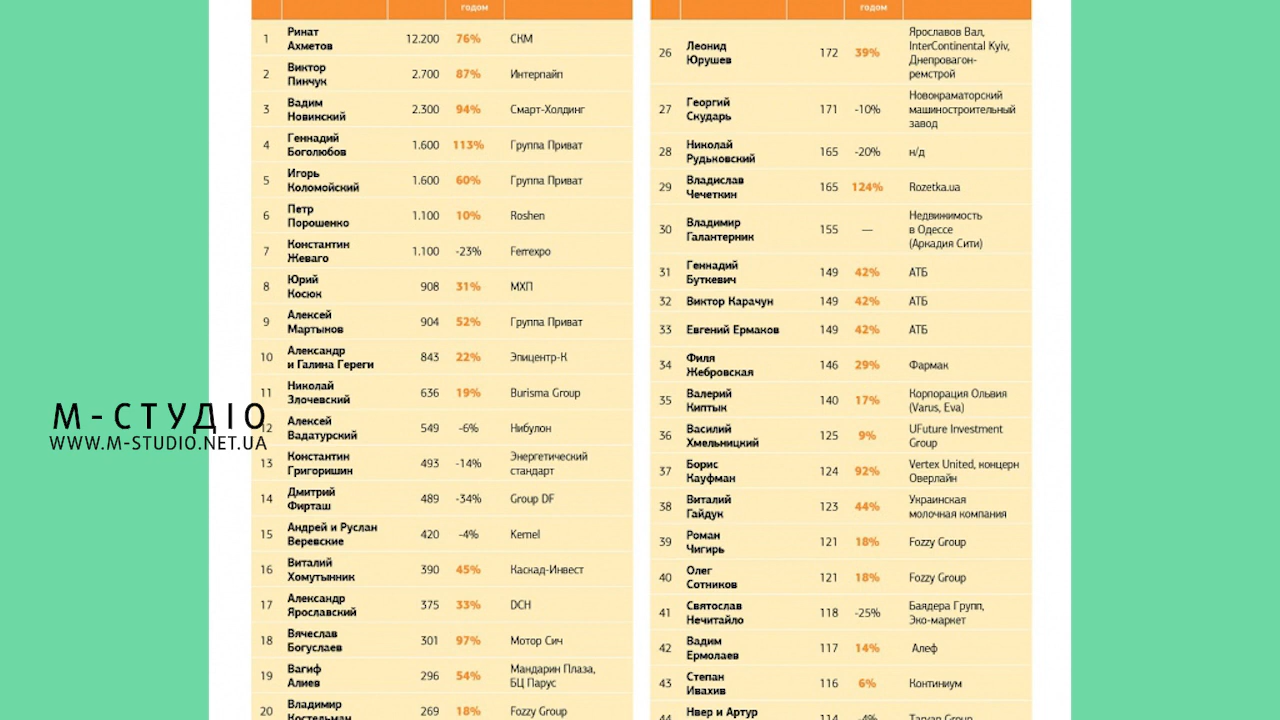 годом
1 Ринат Ахметов 12.200 76% СКМ
2 Виктор Пинчук 2.700 87% Интерпайп
3 Вадим Новинский 2.300 94% Смарт-Холдинг
4 Геннадий Боголюбов 1.600 113% Группа Приват
5 Игорь Коломойский 1.600 60% Группа Приват
6 Петр Порошенко 1.100 10% Roshen
7 Константин Жеваго 1.100 -23% Ferrexpo
8 Юрий Косюк 908 31% МХП
9 Алексей Мартынов 904 52% Группа Приват
10 Александр и Галина Гереги 843 22% Эпицентр-К
11 Николай Злочевский 636 19% Burisma Group
12 Алексей Вадатурский 549 -6% Нибулон
13 Константин Григоришин 493 -14% Энергетический стандарт
14 Дмитрий Фирташ 489 -34% Group DF
15 Андрей и Руслан Веревские 420 -4% Kernel
16 Виталий Хомутынник 390 45% Каскад-Инвест
17 Александр Ярославский 375 33% DCH
18 Вячеслав Богуслаев 301 97% Мотор Сич
19 Вагиф Алиев 296 54% Мандарин Плаза, БЦ Парус
20 Владимир Костельман 269 18% Fozzy Group
годом
26 Леонид Юрушев 172 39% Ярославов Вал, InterContinental Kyiv, Днепровагон-ремстрой
27 Георгий Скударь 171 -10% Новокраматорский машиностроительный завод
28 Николай Рудьковский 165 -20% н/д
29 Владислав Чечеткин 165 124% Rozetka.ua
30 Владимир Галантерник 155 — Недвижимость в Одессе (Аркадия Сити)
31 Геннадий Буткевич 149 42% АТБ
32 Виктор Карачун 149 42% АТБ
33 Евгений Ермаков 149 42% АТБ
34 Филя Жебровская 146 29% Фармак
35 Валерий Киптык 140 17% Корпорация Ольвия (Varus, Eva)
36 Василий Хмельницкий 125 9% UFuture Investment Group
37 Борис Кауфман 124 92% Vertex United, концерн Оверлайн
38 Виталий Гайдук 123 44% Украинская молочная компания
39 Роман Чигирь 121 18% Fozzy Group
40 Олег Сотников 121 18% Fozzy Group
41 Святослав Нечитайло 118 -25% Баядера Групп, Эко-маркет
42 Вадим Ермолаев 117 14% Алеф
43 Степан Ивахив 116 6% Континиум
44 Нвер и Артур 114 -4% Taryan Group
М-СТУДІО
WWW.M-STUDIO.NET.UA